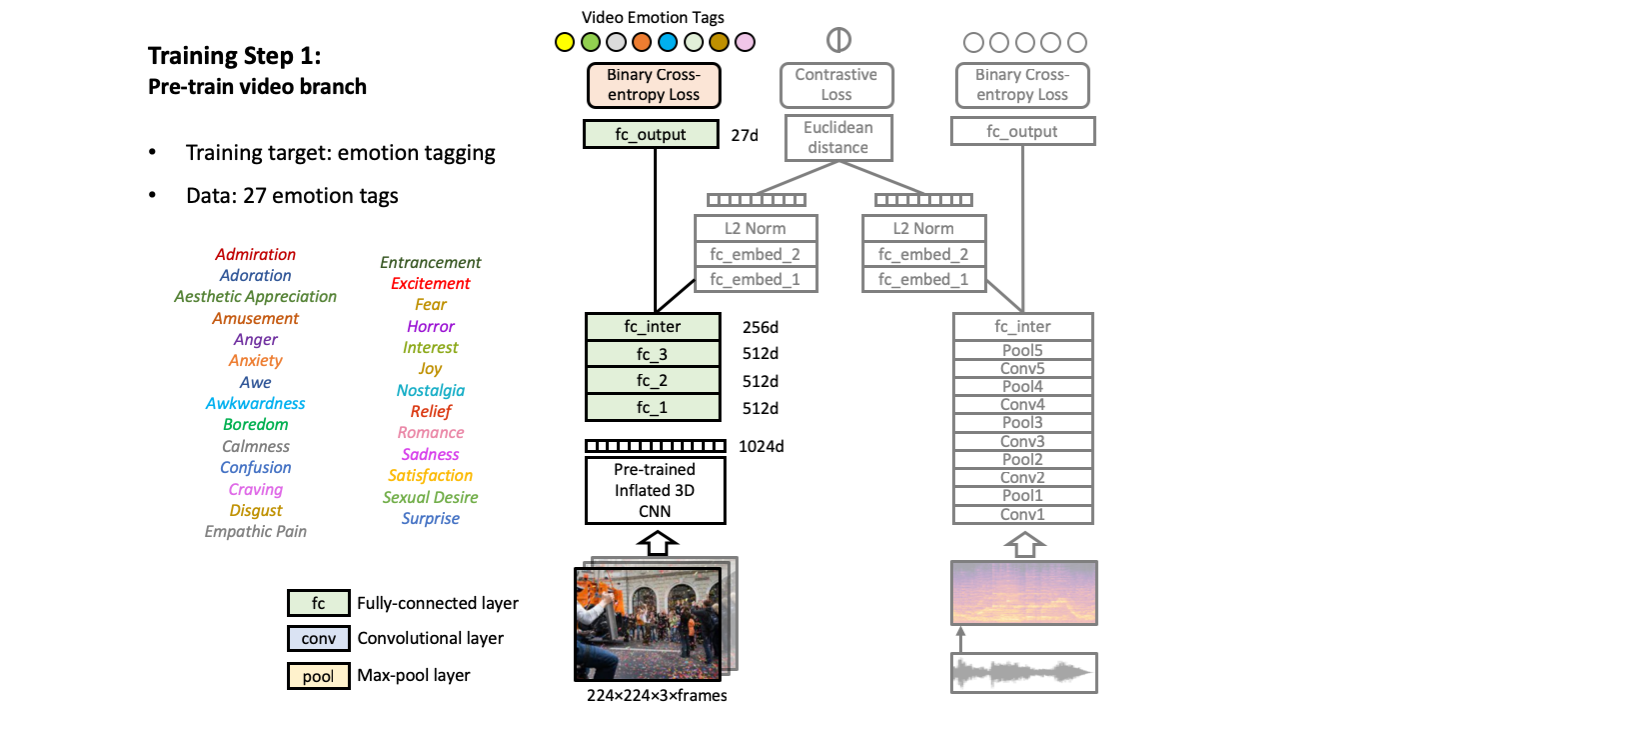 Training Step 1:
Pre-train video branch
• Training target: emotion tagging
• Data: 27 emotion tags
Admiration
Adoration
Aesthetic Appreciation
Amusement
Anger
Anxiety
Awe
Awkwardness
Boredom
Calmness
Confusion
Craving
Disgust
Empathic Pain
Entrancement
Excitement
Fear
Horror
Interest
Joy
Nostalgia
Relief
Romance
Sadness
Satisfaction
Sexual Desire
Surprise
fc Fully-connected layer
conv Convolutional layer
pool Max-pool layer
Video Emotion Tags
Binary Cross-
entropy Loss
fc_output 27d
fc_inter 256d
fc_3 512d
fc_2 512d
fc_1 512d
1024d
Pre-trained
Inflated 3D
CNN
224×224×3×frames
Contrastive
Loss
Euclidean
distance
L2 Norm
fc_embed_2
fc_embed_1
L2 Norm
fc_embed_2
fc_embed_1
Binary Cross-
entropy Loss
fc_output
fc_inter
Pool5
Conv5
Pool4
Conv4
Pool3
Conv3
Pool2
Conv2
Pool1
Conv1